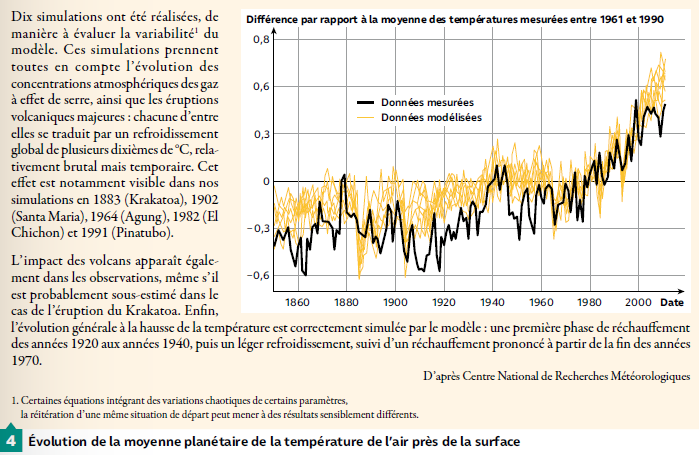 Dix simulations ont été réalisées, de
manière à évaluer la variabilité¹ du
modèle. Ces simulations prennent
toutes en compte l'évolution des
concentrations atmosphériques des gaz
à effet de serre, ainsi que les éruptions
volcaniques majeures : chacune d'entre
elles se traduit par un refroidissement
global de plusieurs dixièmes de °C, rela-
tivement brutal mais temporaire. Cet
effet est notamment visible dans nos
simulations en 1883 (Krakatoa), 1902
(Santa Maria), 1964 (Agung), 1982 (El
Chichon) et 1991 (Pinatubo).
L'impact des volcans apparaît égale-
ment dans les observations, même s'il
est probablement sous-estimé dans le
cas de l'éruption du Krakatoa. Enfin,
l'évolution générale à la hausse de la température est correctement simulée par le modèle : une première phase de réchauffement
des années 1920 aux années 1940, puis un léger refroidissement, suivi d'un réchauffement prononcé à partir de la fin des années
1970.
Différence par rapport à la moyenne des températures mesurées entre 1961 et 1990
0,8
0,6
0,3
0
–0,3
–0,6
Données mesurées
Données modélisées
1860 1880 1900 1920 1940 1960 1980 2000 Date
D'après Centre National de Recherches Météorologiques
1. Certaines équations intégrant des variations chaotiques de certains paramètres,
la réitération d'une même situation de départ peut mener à des résultats sensiblement différents.
4 Évolution de la moyenne planétaire de la température de l'air près de la surface